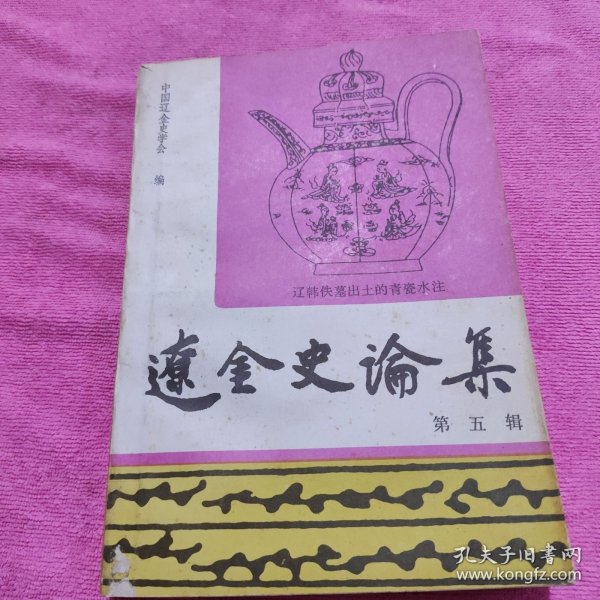 中国辽金史学会 编
辽韩佚墓出土的青瓷水注
遼金史论集
第五辑
孔夫子旧书网
www.kongfz.com